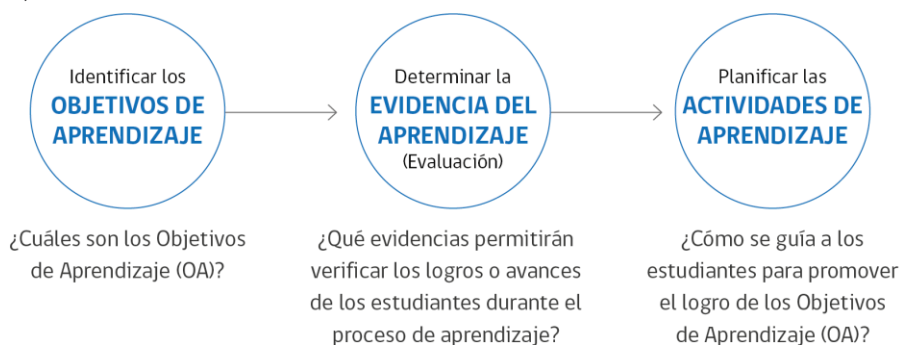 Identificar los
OBJETIVOS DE
APRENDIZAJE
¿Cuáles son los Objetivos
de Aprendizaje (OA)?
Determinar la
EVIDENCIA DEL
APRENDIZAJE
(Evaluación)
¿Qué evidencias permitirán
verificar los logros o avances
de los estudiantes durante el
proceso de aprendizaje?
Planificar las
ACTIVIDADES DE
APRENDIZAJE
¿Cómo se guía a los
estudiantes para promover
el logro de los Objetivos
de Aprendizaje (OA)?